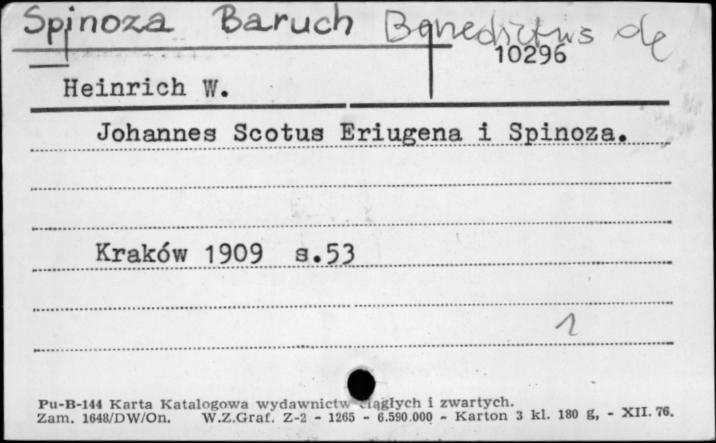 Spinoza Baruch Benedictus de
10296
Heinrich W.
Johannes Scotus Eriugena i Spinoza.
Kraków 1909 s.53
1
Pu-B-144 Karta Katalogowa wydawnictw ciągłych i zwartych.
Zam. 1648/DW/On. W.Z.Graf. Z-2 - 1265 - 6.590.000 - Karton 3 kl. 180 g, - XII. 76.